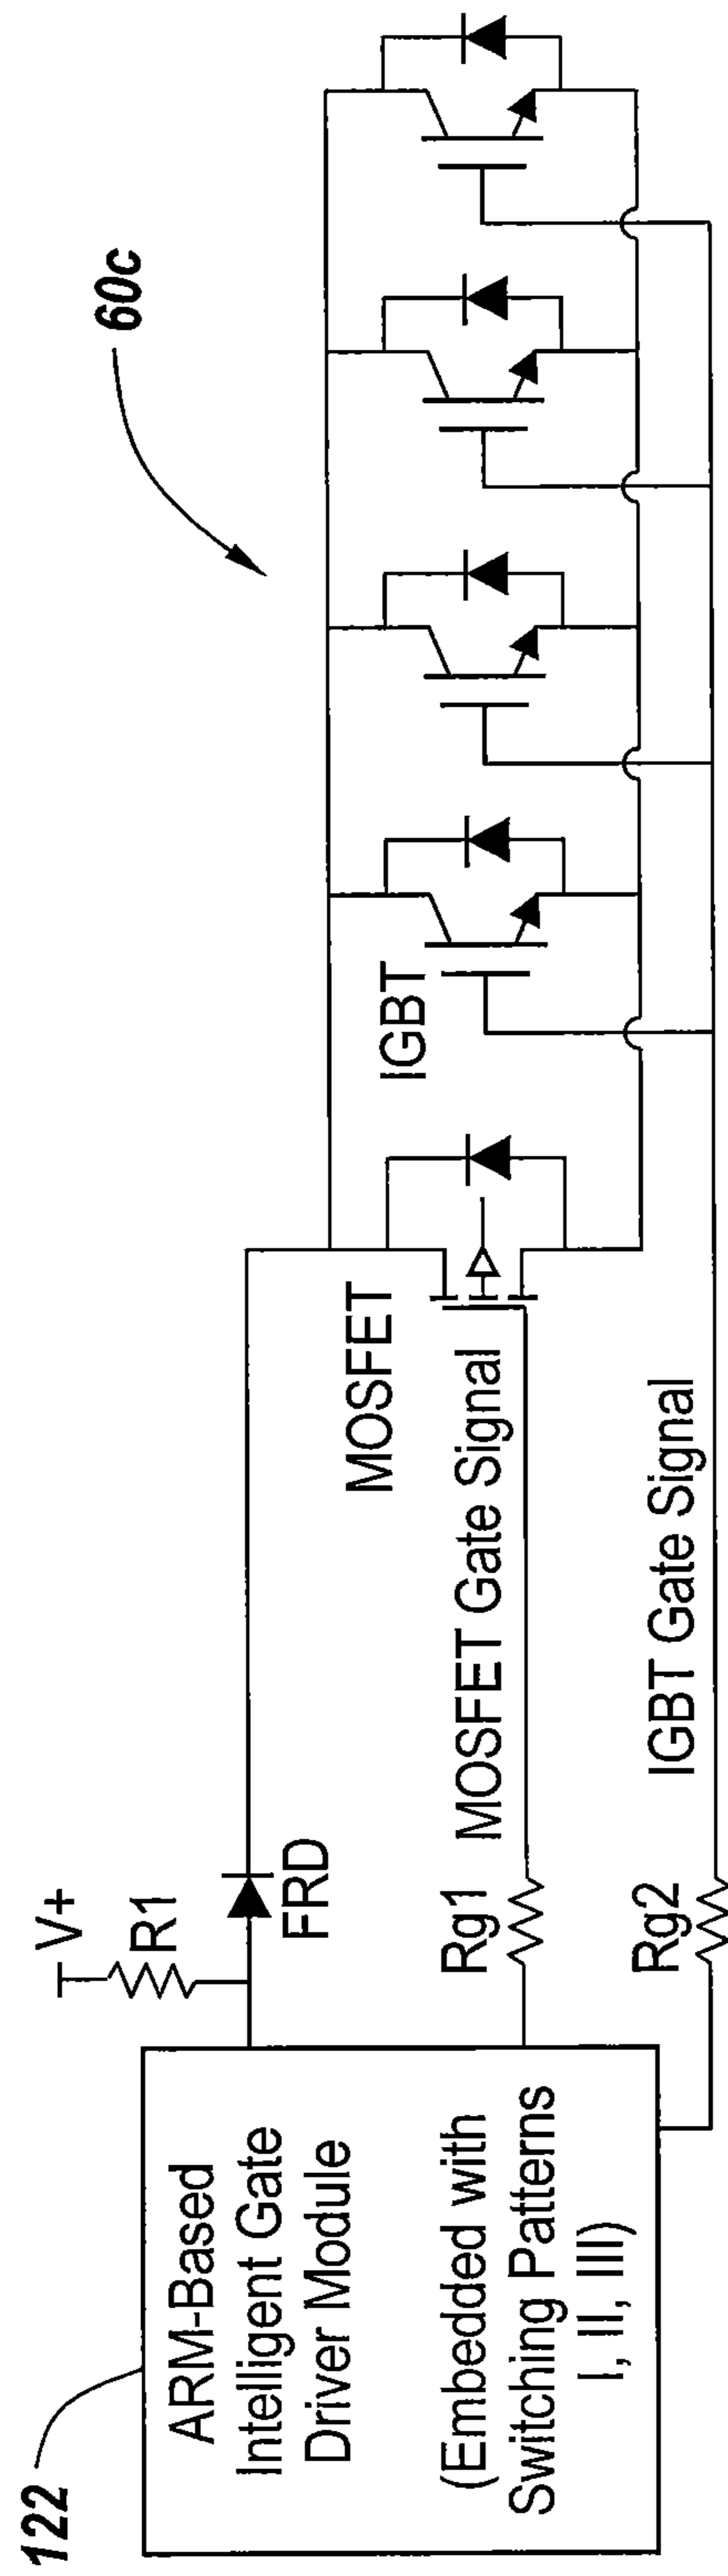 122
ARM-Based
Intelligent Gate
Driver Module
(Embedded with
Switching Patterns
I, II, III)
V+
R1
FRD
Rg1
Rg2
MOSFET
MOSFET Gate Signal
IGBT Gate Signal
IGBT
60c